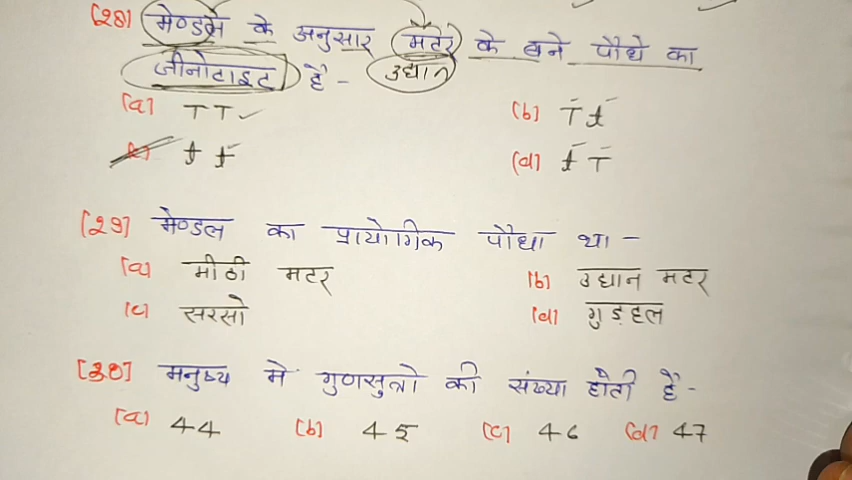 (28) मेण्डल के अनुसार मटर के बने पौधे का
जीनोटाइट है - उद्यान
(a) TT (b) Tt
(c) tt (d) tT
(29) मेण्डल का प्रायोगिक पौधा था -
(a) मीठी मटर (b) उद्यान मटर
(c) सरसो (d) गुड़हल
(30) मनुष्य मे गुणसुत्रो की संख्या होती है -
(a) 44 (b) 45 (c) 46 (d) 47